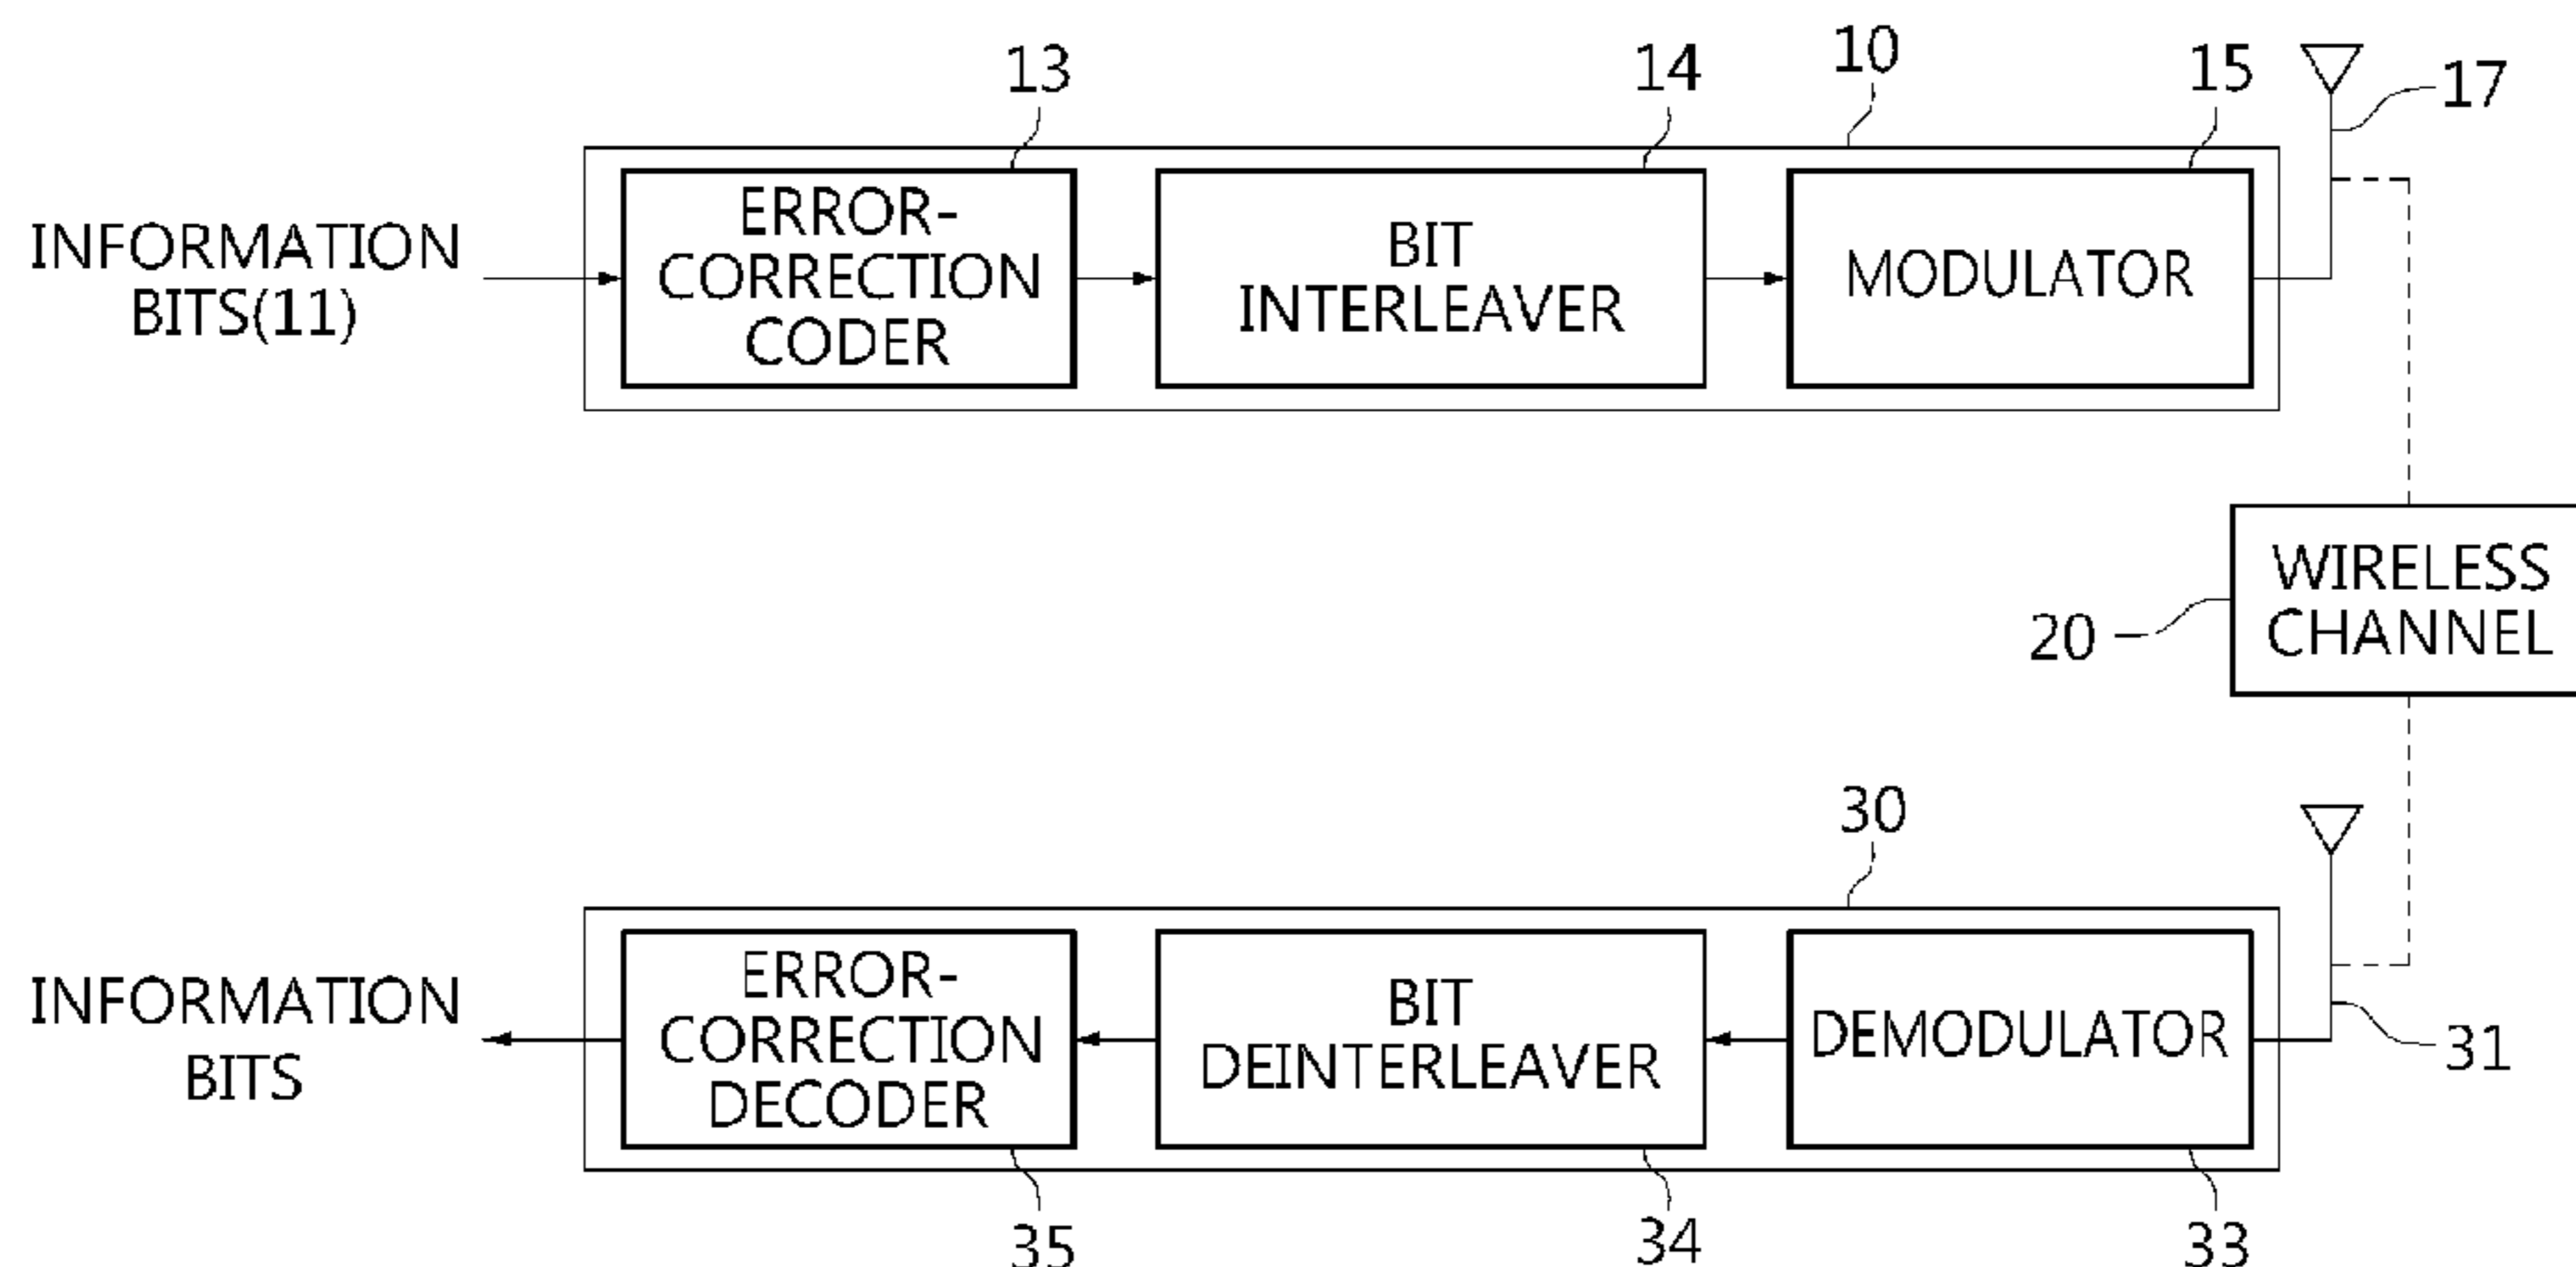 13
14
10
15
17
INFORMATION
BITS(11)
ERROR-
CORRECTION
CODER
BIT
INTERLEAVER
MODULATOR
WIRELESS
CHANNEL
20
30
INFORMATION
BITS
ERROR-
CORRECTION
DECODER
BIT
DEINTERLEAVER
DEMODULATOR
31
35
34
33